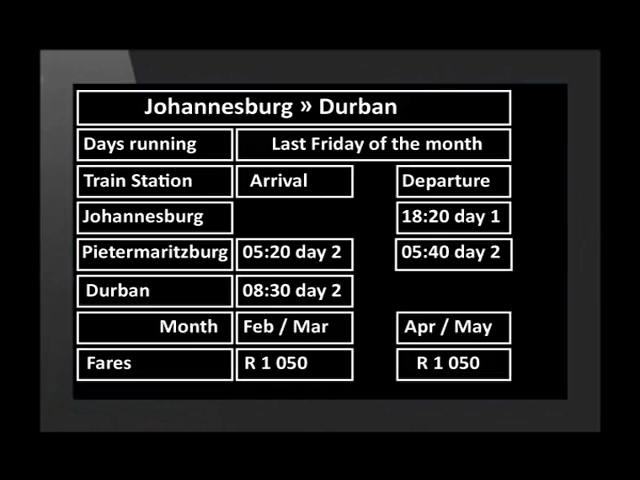 Johannesburg » Durban
Days running Last Friday of the month
Train Station Arrival Departure
Johannesburg 18:20 day 1
Pietermaritzburg 05:20 day 2 05:40 day 2
Durban 08:30 day 2
Month Feb / Mar Apr / May
Fares R 1 050 R 1 050